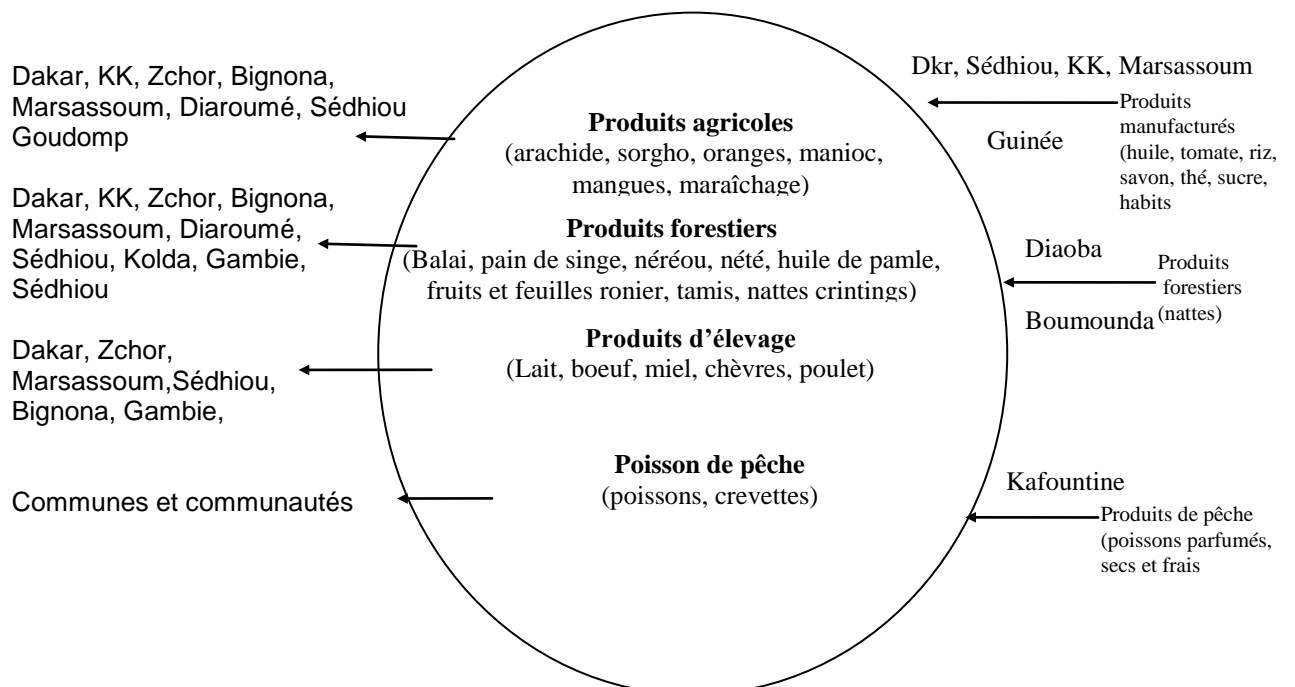 Dakar, KK, Zchor, Bignona,
Marsassoum, Diaroumé, Sédhiou
Goudomp
Dakar, KK, Zchor, Bignona,
Marsassoum, Diaroumé,
Sédhiou, Kolda, Gambie,
Sédhiou
Dakar, Zchor,
Marsassoum,Sédhiou,
Bignona, Gambie,
Communes et communautés
Produits agricoles
(arachide, sorgho, oranges, manioc,
mangues, maraîchage)
Produits forestiers
(Balai, pain de singe, néréou, nété, huile de pamle,
fruits et feuilles ronier, tamis, nattes crintings)
Produits d’élevage
(Lait, boeuf, miel, chèvres, poulet)
Poisson de pêche
(poissons, crevettes)
Dkr, Sédhiou, KK, Marsassoum
Guinée
Produits
manufacturés
(huile, tomate, riz,
savon, thé, sucre,
habits
Diaoba
Boumounda
Produits
forestiers
(nattes)
Kafountine
Produits de pêche
(poissons parfumés,
secs et frais